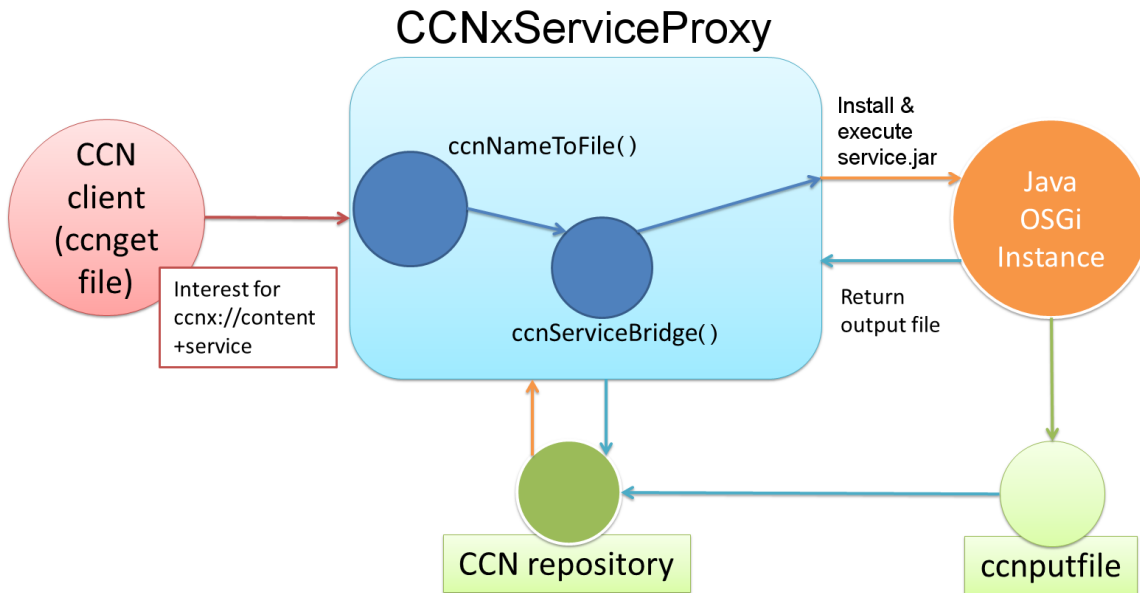 CCNxServiceProxy
CCN
client
(ccnget
file)
Interest for
ccnx://content
+service
ccnNameToFile()
ccnServiceBridge()
Install &
execute
service.jar
Java
OSGi
Instance
Return
output file
CCN repository
ccnputfile